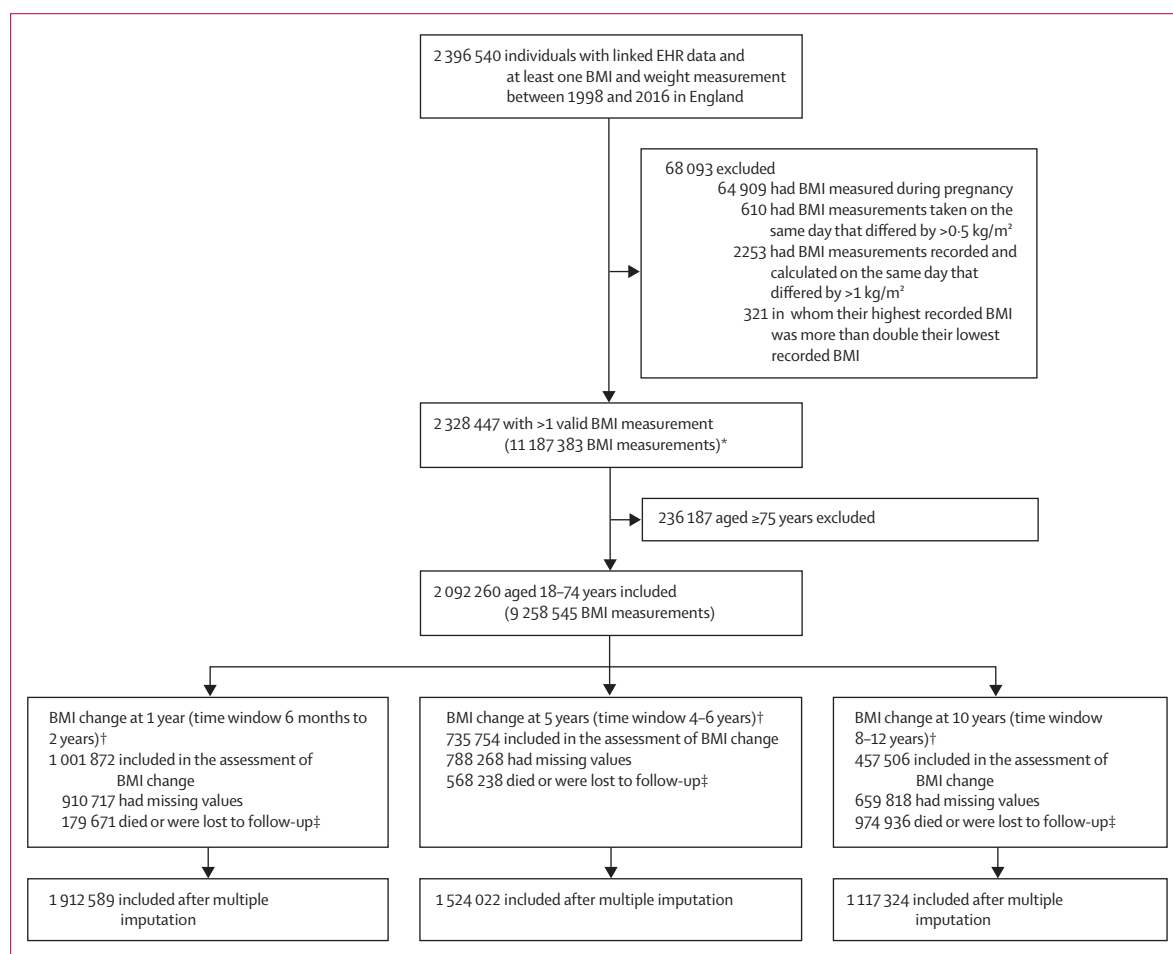 2 396 540 individuals with linked EHR data and
at least one BMI and weight measurement
between 1998 and 2016 in England
68 093 excluded
64 909 had BMI measured during pregnancy
610 had BMI measurements taken on the
same day that differed by >0·5 kg/m²
2253 had BMI measurements recorded and
calculated on the same day that
differed by >1 kg/m²
321 in whom their highest recorded BMI
was more than double their lowest
recorded BMI
2 328 447 with >1 valid BMI measurement
(11 187 383 BMI measurements)*
236 187 aged ≥75 years excluded
2 092 260 aged 18–74 years included
(9 258 545 BMI measurements)
BMI change at 1 year (time window 6 months to
2 years)†
1 001 872 included in the assessment of
BMI change
910 717 had missing values
179 671 died or were lost to follow-up‡
BMI change at 5 years (time window 4–6 years)†
735 754 included in the assessment of BMI change
788 268 had missing values
568 238 died or were lost to follow-up‡
BMI change at 10 years (time window
8–12 years)†
457 506 included in the assessment of
BMI change
659 818 had missing values
974 936 died or were lost to follow-up‡
1 912 589 included after multiple
imputation
1 524 022 included after multiple imputation
1 117 324 included after multiple
imputation